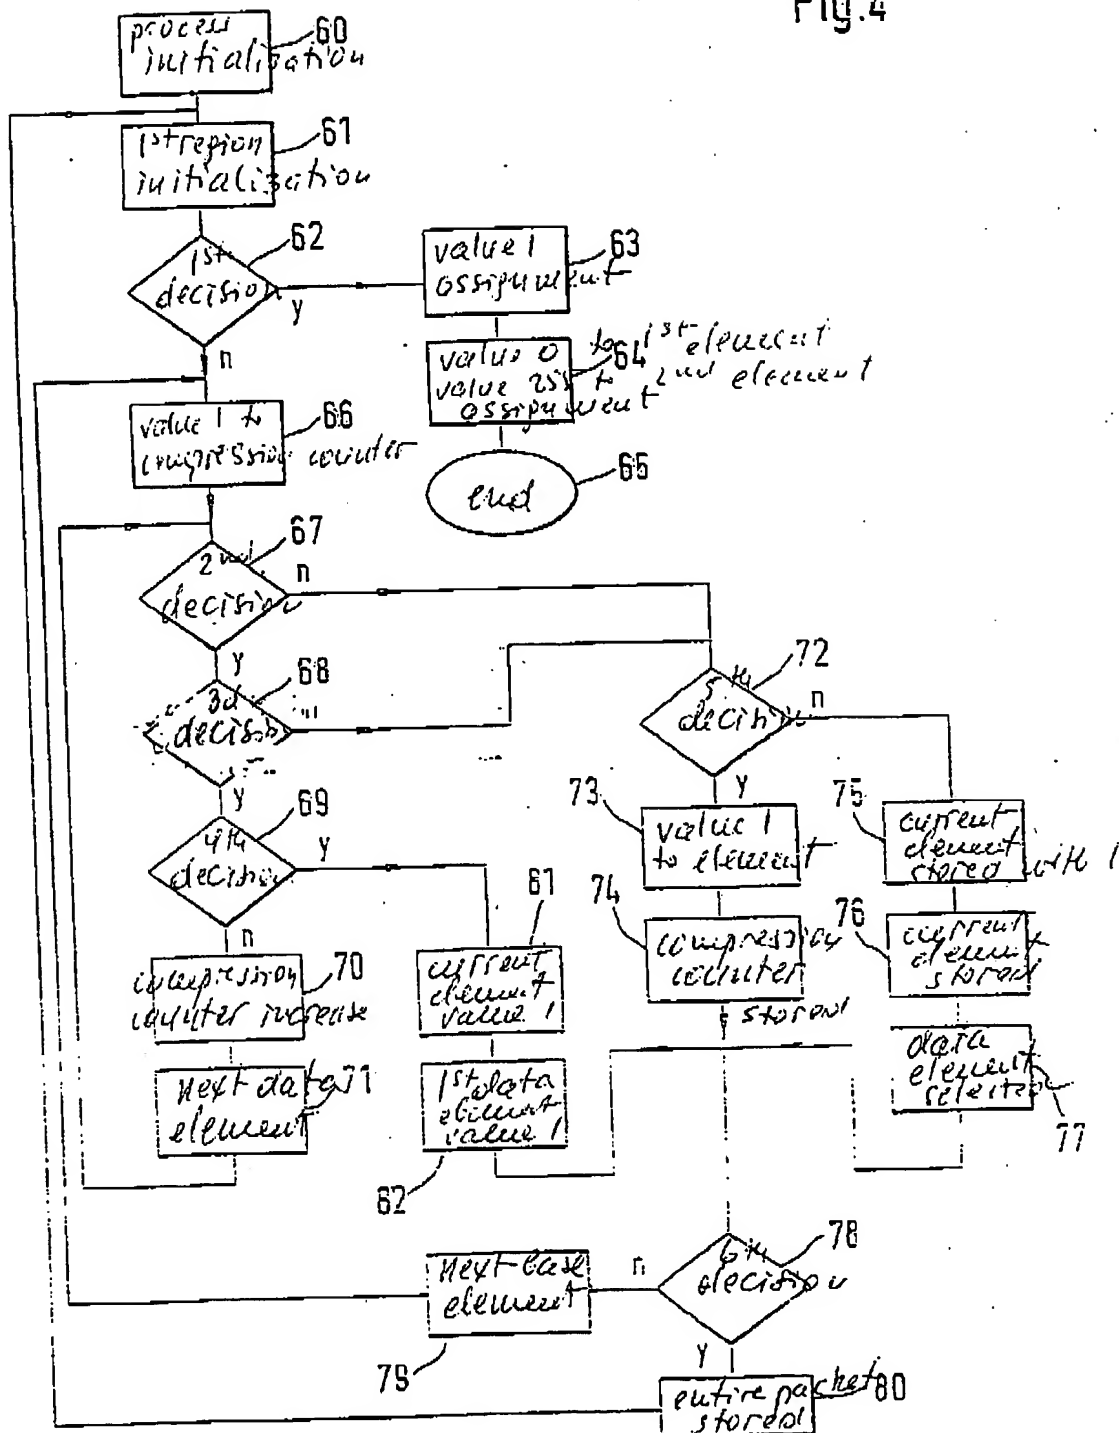 Fig.4
process
initialisation
60
1st region
initialisation
61
1st
decision
62
y
n
value 1
assignment
63
value 0 to 1st element
value 255 to 2nd element
assignment
64
end
65
value 1 to
compression counter
66
2nd
decision
67
n
y
3d
decision
68
y
4th
decision
69
y
n
compression
counter increase
70
next data
element
71
current
element
value 1
61
1st data
element
value 1
62
5th
decision
72
n
y
73
value 1
to element
74
compression
counter
stored
75
current
element
stored with 1
76
current
element
stored
data
element
selected
77
6th
decision
78
n
y
next base
element
79
entire packet
stored
80